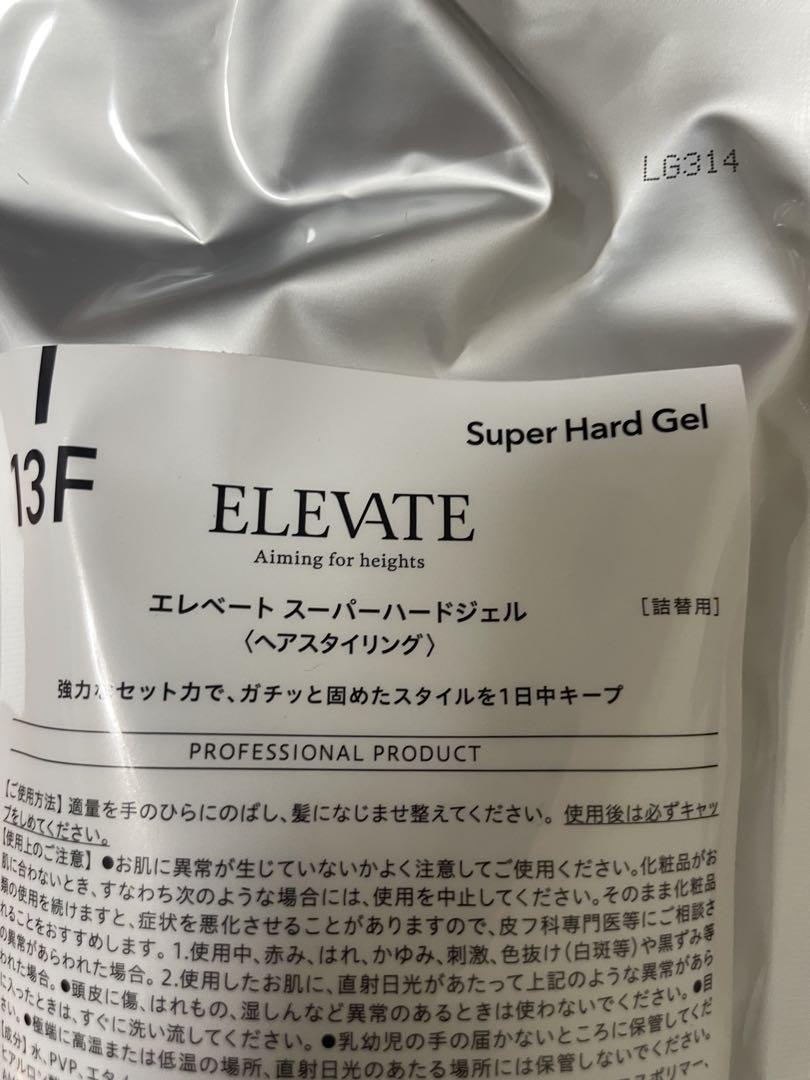 LG314
Super Hard Gel
13F
ELEVATE
Aiming for heights
エレベート スーパーハードジェル
[詰替用]
〈ヘアスタイリング〉
強力なセット力で、ガチッと固めたスタイルを1日中キープ
PROFESSIONAL PRODUCT
【ご使用方法】適量を手のひらにのばし、髪になじませ整えてください。使用後は必ずキャッ
プをしめてください。
【使用上のご注意】●お肌に異常が生じていないかよく注意してご使用ください。化粧品がお
肌に合わないとき、すなわち次のような場合には、使用を中止してください。そのまま化粧品
類の使用を続けますと、症状を悪化させることがありますので、皮フ科専門医等にご相談さ
れることをおすすめします。1.使用中、赤み、はれ、かゆみ、刺激、色抜け(白斑等)や黒ずみ等
の異常があらわれた場合。2.使用したお肌に、直射日光があたって上記のような異常があら
われた場合。●頭皮に傷、はれもの、湿しんなど異常のあるときは使わないでください。●目
に入ったときは、すぐに洗い流してください。●乳幼児の手の届かないところに保管してくだ
さい。●極端に高温または低温の場所、直射日光のあたる場所には保管しないでください。
【成分】水、PVP、エタ
ヒアルロン ポリマー、